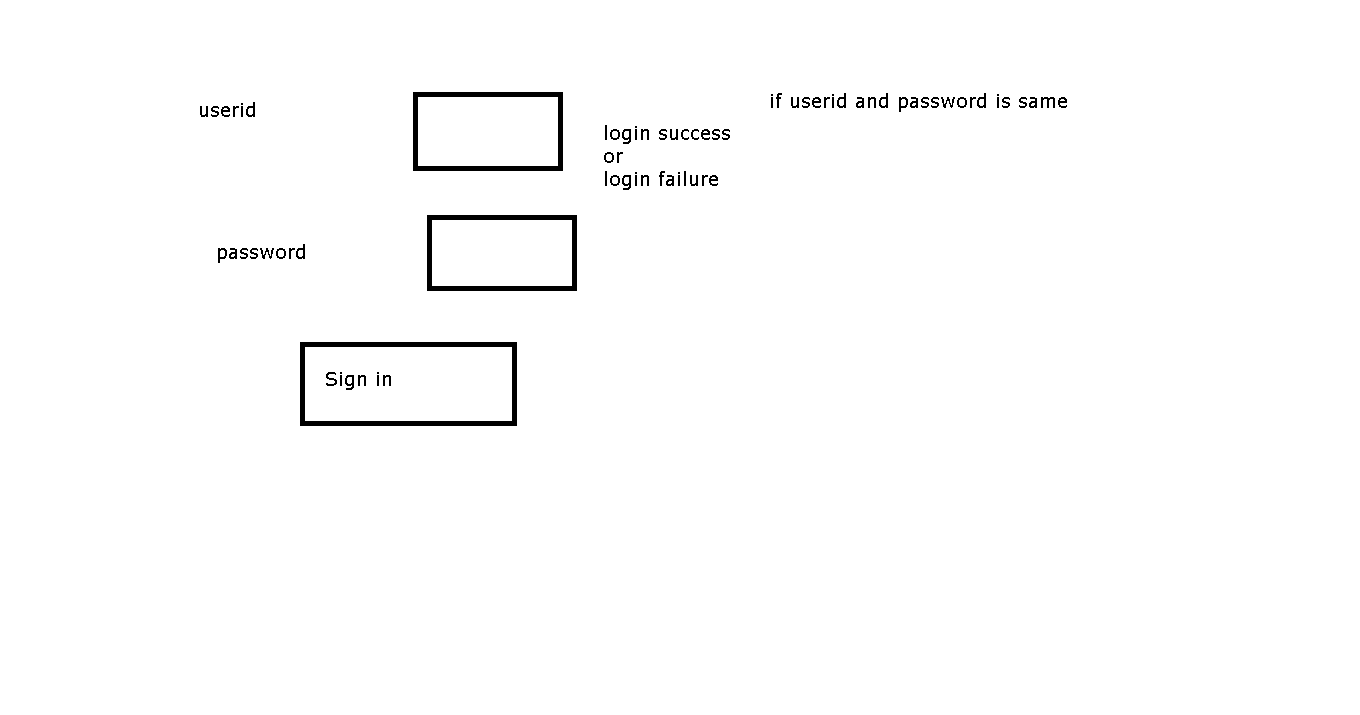 userid
if userid and password is same
login success
or
login failure
password
Sign in